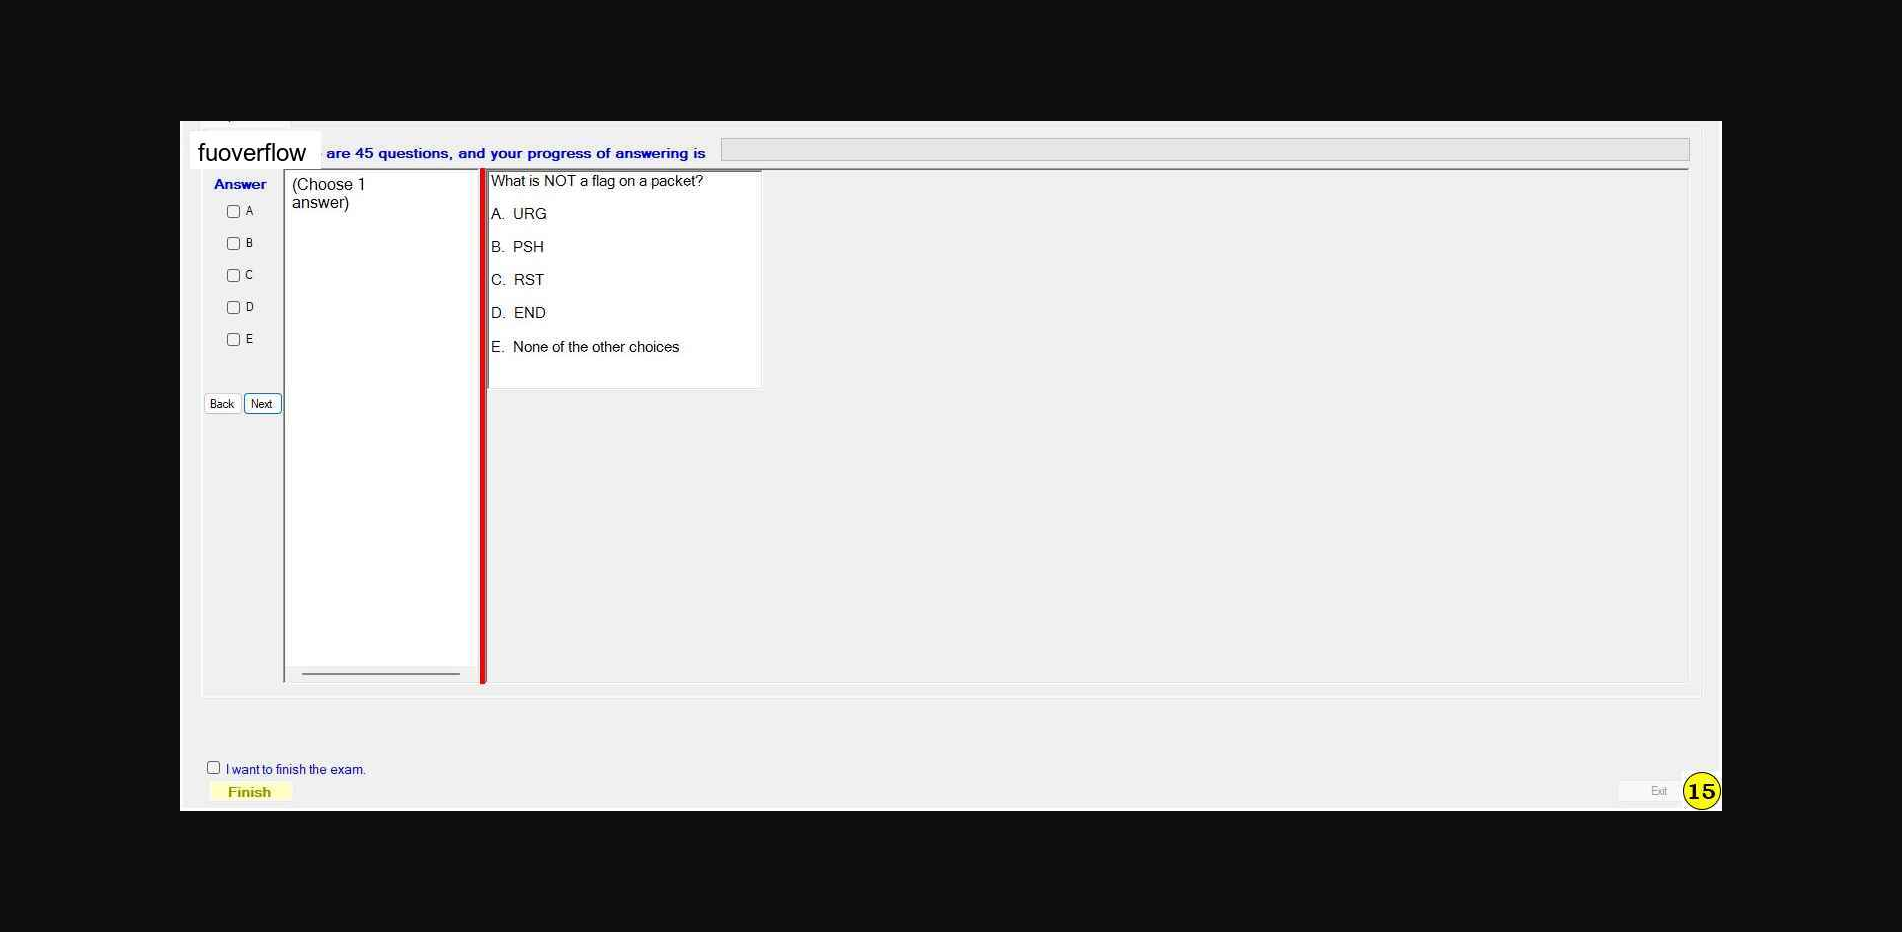 fuoverflow are 45 questions, and your progress of answering is
Answer
(Choose 1
answer)
A
B
C
D
E
Back Next
What is NOT a flag on a packet?
A. URG
B. PSH
C. RST
D. END
E. None of the other choices
I want to finish the exam.
Finish
Exit
15